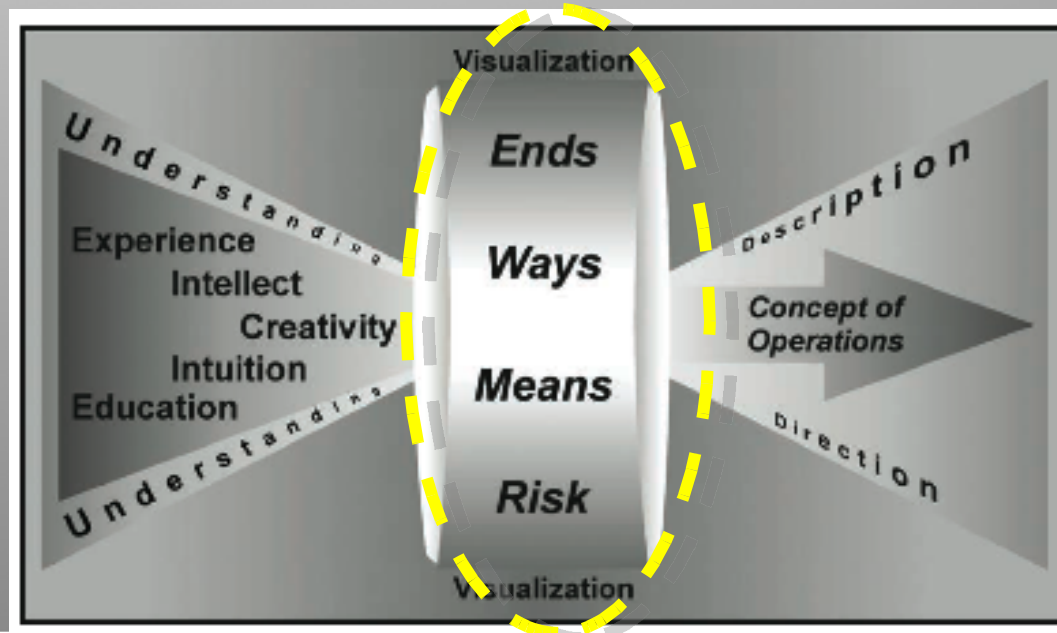 Visualization
Understanding
Experience
Intellect
Creativity
Intuition
Education
Understanding
Ends
Ways
Means
Risk
Visualization
Description
Concept of
Operations
Direction